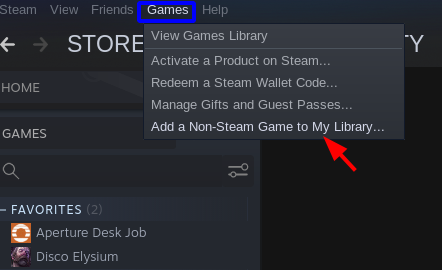 Steam View Friends Games Help
View Games Library
STORE
TY
Activate a Product on Steam...
Redeem a Steam Wallet Code...
HOME
Manage Gifts and Guest Passes...
Add a Non-Steam Game to My Library...
GAMES
– FAVORITES (2)
Aperture Desk Job
Disco Elysium